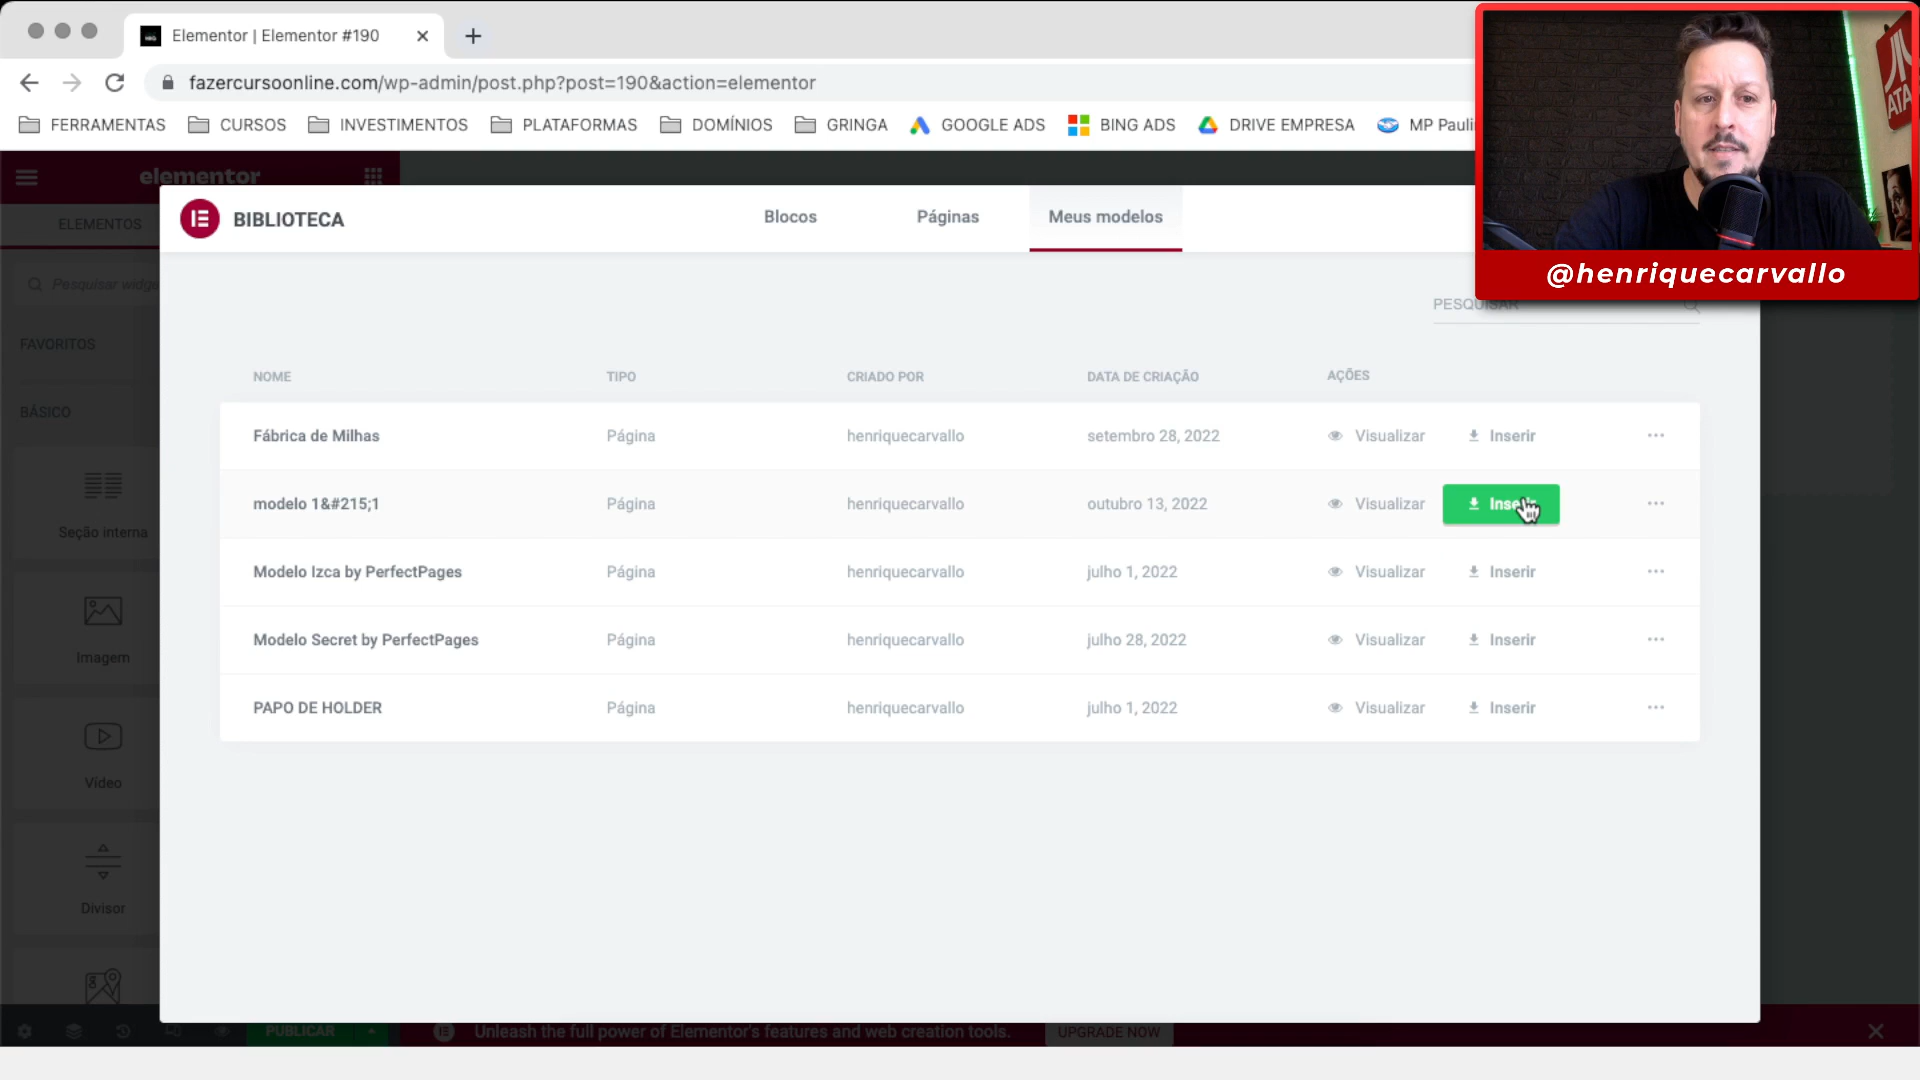 Elementor | Elementor #190
fazercursoonline.com/wp-admin/post.php?post=190&action=elementor
FERRAMENTAS CURSOS INVESTIMENTOS PLATAFORMAS DOMÍNIOS GRINGA GOOGLE ADS BING ADS DRIVE EMPRESA MP
ATA
@henriquecarvallo
elementor
ELEMENTOS
BIBLIOTECA Blocos Páginas Meus modelos
Pesquisar
PESQUISAR
FAVORITOS
NOME TIPO CRIADO POR DATA DE CRIAÇÃO AÇÕES
BÁSICO
Fábrica de Milhas Página henriquecarvallo setembro 28, 2022 Visualizar Inserir
modelo 1&#215;1 Página henriquecarvallo outubro 13, 2022 Visualizar Inserir
Seção interna
Modelo Izca by PerfectPages Página henriquecarvallo julho 1, 2022 Visualizar Inserir
Modelo Secret by PerfectPages Página henriquecarvallo julho 28, 2022 Visualizar Inserir
Imagem
PAPO DE HOLDER Página henriquecarvallo julho 1, 2022 Visualizar Inserir
Vídeo
Divisor
PUBLICAR Unleash the full power of Elementor's features and web creation tools. UPGRADE NOW